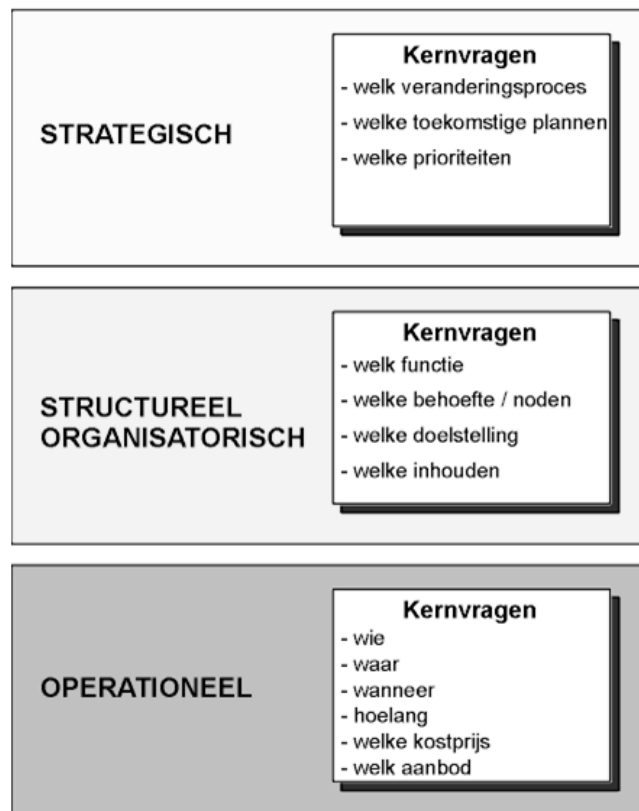 Kernvragen
- welk veranderingsproces
STRATEGISCH
- welke toekomstige plannen
- welke prioriteiten
Kernvragen
- welk functie
STRUCTUREEL
ORGANISATORISCH
- welke behoefte / noden
- welke doelstelling
- welke inhouden
Kernvragen
- wie
- waar
OPERATIONEEL
- wanneer
- hoelang
- welke kostprijs
- welk aanbod